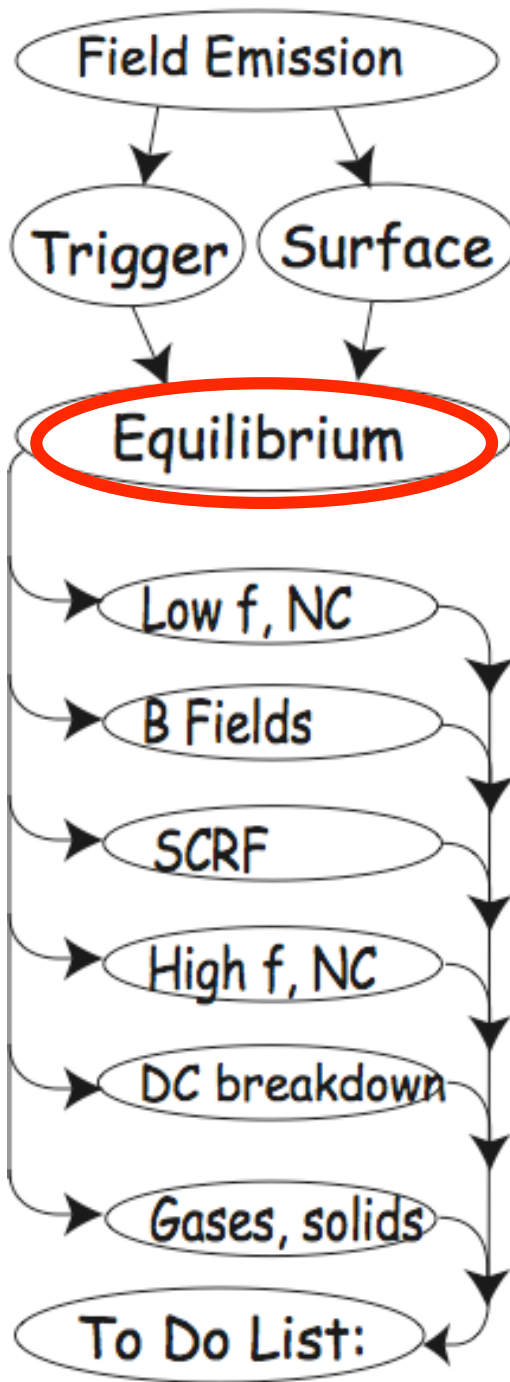 Field Emission
Trigger
Surface
Equilibrium
Low f, NC
B Fields
SCRF
High f, NC
DC breakdown
Gases, solids
To Do List: